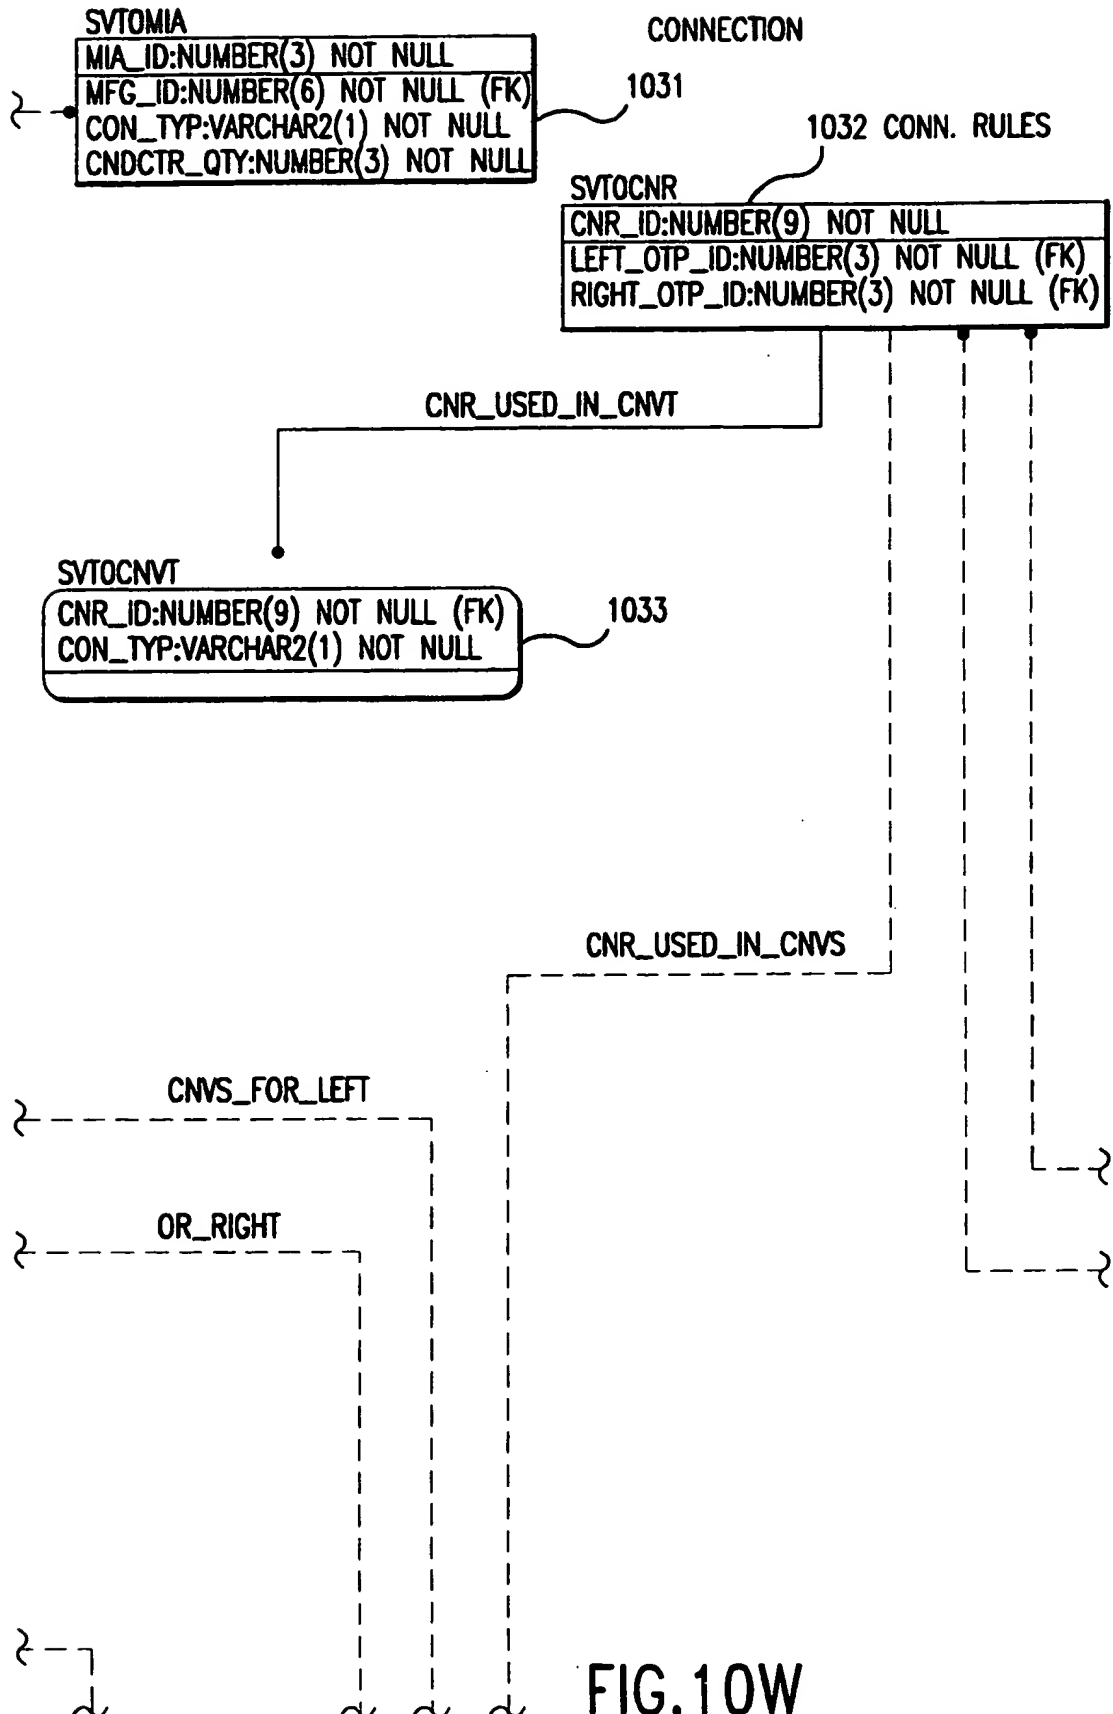 SVTOMIA
CONNECTION
MIA_ID:NUMBER(3) NOT NULL
MFG_ID:NUMBER(6) NOT NULL (FK)
CON_TYP:VARCHAR2(1) NOT NULL
CNDCTR_QTY:NUMBER(3) NOT NULL
1031
1032 CONN. RULES
SVTOCNR
CNR_ID:NUMBER(9) NOT NULL
LEFT_OTP_ID:NUMBER(3) NOT NULL (FK)
RIGHT_OTP_ID:NUMBER(3) NOT NULL (FK)
CNR_USED_IN_CNVT
SVTOCNVT
CNR_ID:NUMBER(9) NOT NULL (FK)
CON_TYP:VARCHAR2(1) NOT NULL
1033
CNR_USED_IN_CNVS
CNVS_FOR_LEFT
OR_RIGHT
FIG.10W